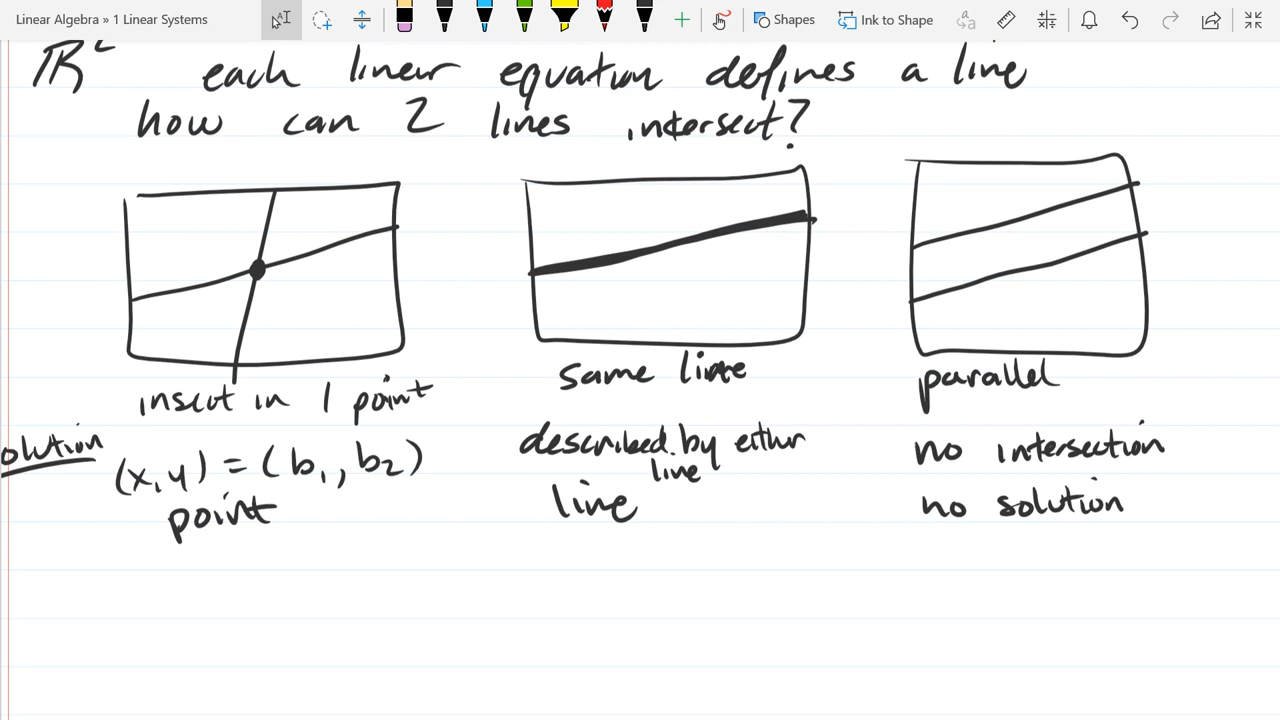 Linear Algebra » 1 Linear Systems
Shapes
Ink to Shape
ℝ² each linear equation defines a line
how can 2 lines intersect?
insect in 1 point
same line
parallel
olution
(x,y) = (b₁, b₂)
point
described by either
line
line
no intersection
no solution